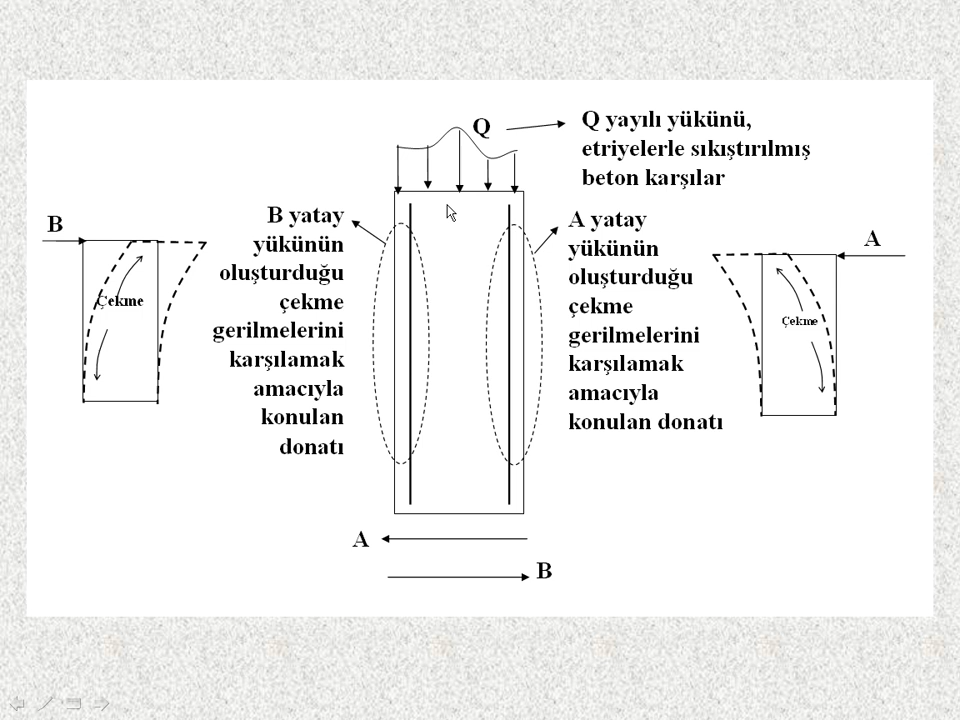 Q
Q yayılı yükünü,
etriyelerle sıkıştırılmış
beton karşılar
B
Çekme
B yatay
yükünün
oluşturduğu
çekme
gerilmelerini
karşılamak
amacıyla
konulan
donatı
A yatay
yükünün
oluşturduğu
çekme
gerilmelerini
karşılamak
amacıyla
konulan donatı
A
Çekme
A
B